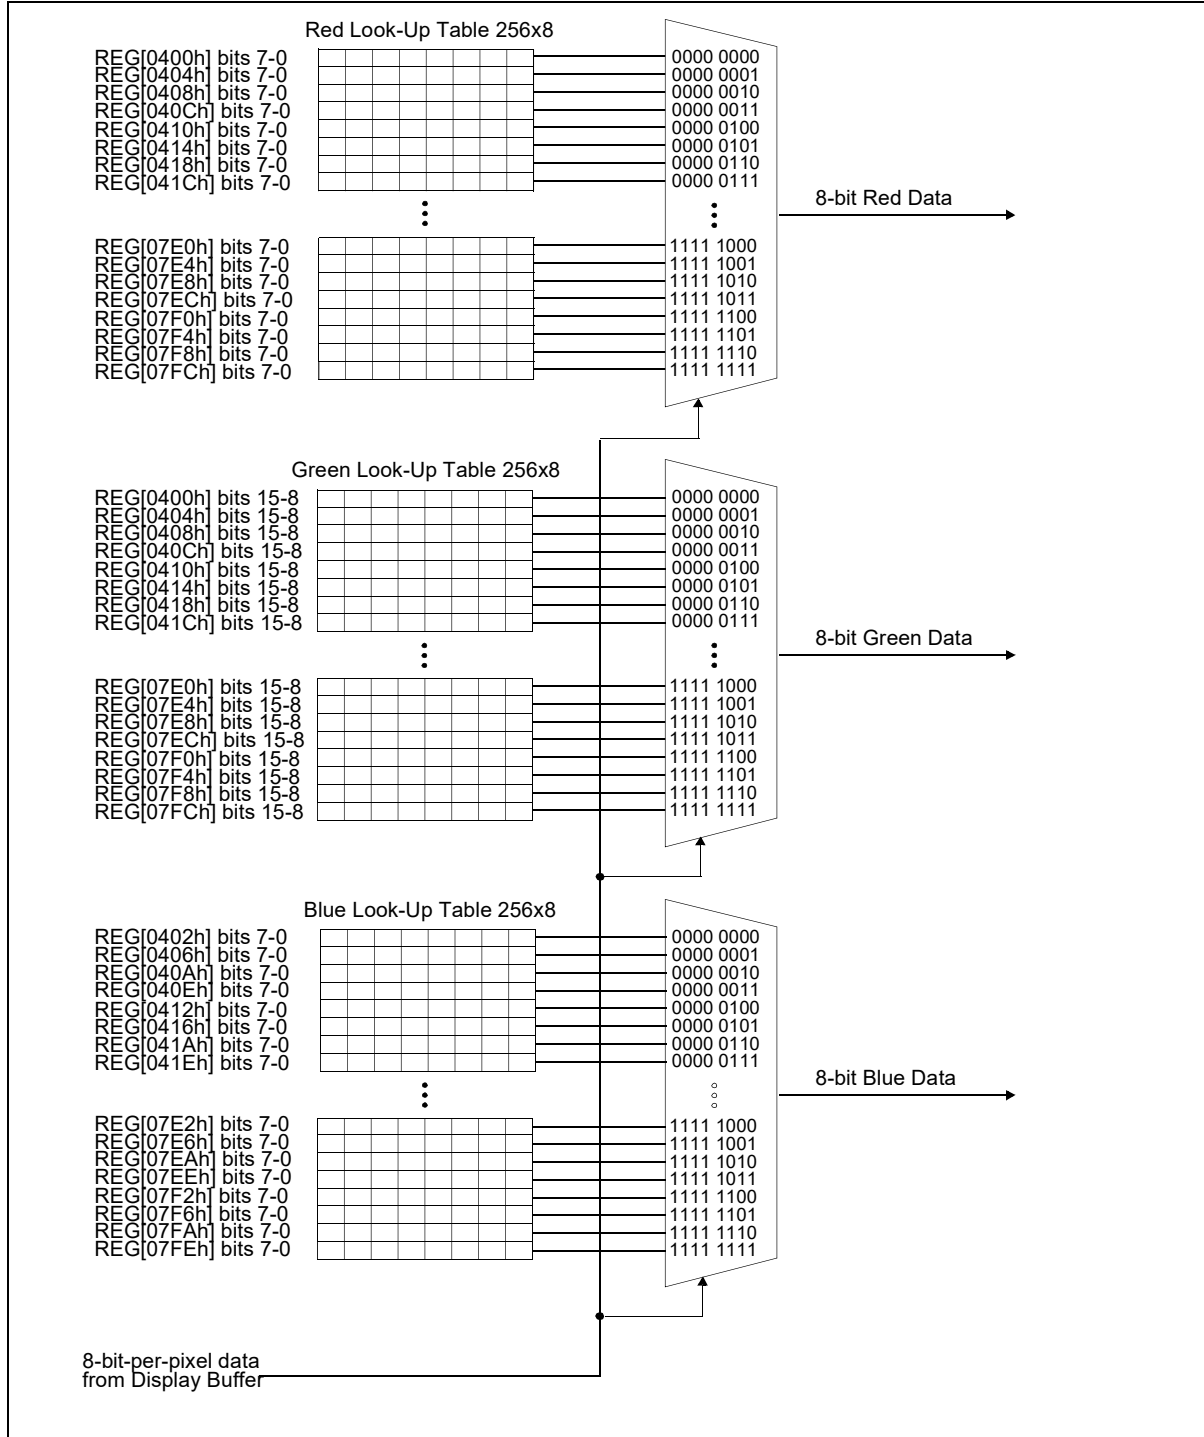 Red Look-Up Table 256x8
REG[0400h] bits 7-0 0000 0000
REG[0404h] bits 7-0 0000 0001
REG[0408h] bits 7-0 0000 0010
REG[040Ch] bits 7-0 0000 0011
REG[0410h] bits 7-0 0000 0100
REG[0414h] bits 7-0 0000 0101
REG[0418h] bits 7-0 0000 0110
REG[041Ch] bits 7-0 0000 0111
8-bit Red Data
REG[07E0h] bits 7-0 1111 1000
REG[07E4h] bits 7-0 1111 1001
REG[07E8h] bits 7-0 1111 1010
REG[07ECh] bits 7-0 1111 1011
REG[07F0h] bits 7-0 1111 1100
REG[07F4h] bits 7-0 1111 1101
REG[07F8h] bits 7-0 1111 1110
REG[07FCh] bits 7-0 1111 1111
Green Look-Up Table 256x8
REG[0400h] bits 15-8 0000 0000
REG[0404h] bits 15-8 0000 0001
REG[0408h] bits 15-8 0000 0010
REG[040Ch] bits 15-8 0000 0011
REG[0410h] bits 15-8 0000 0100
REG[0414h] bits 15-8 0000 0101
REG[0418h] bits 15-8 0000 0110
REG[041Ch] bits 15-8 0000 0111
8-bit Green Data
REG[07E0h] bits 15-8 1111 1000
REG[07E4h] bits 15-8 1111 1001
REG[07E8h] bits 15-8 1111 1010
REG[07ECh] bits 15-8 1111 1011
REG[07F0h] bits 15-8 1111 1100
REG[07F4h] bits 15-8 1111 1101
REG[07F8h] bits 15-8 1111 1110
REG[07FCh] bits 15-8 1111 1111
Blue Look-Up Table 256x8
REG[0402h] bits 7-0 0000 0000
REG[0406h] bits 7-0 0000 0001
REG[040Ah] bits 7-0 0000 0010
REG[040Eh] bits 7-0 0000 0011
REG[0412h] bits 7-0 0000 0100
REG[0416h] bits 7-0 0000 0101
REG[041Ah] bits 7-0 0000 0110
REG[041Eh] bits 7-0 0000 0111
8-bit Blue Data
REG[07E2h] bits 7-0 1111 1000
REG[07E6h] bits 7-0 1111 1001
REG[07EAh] bits 7-0 1111 1010
REG[07EEh] bits 7-0 1111 1011
REG[07F2h] bits 7-0 1111 1100
REG[07F6h] bits 7-0 1111 1101
REG[07FAh] bits 7-0 1111 1110
REG[07FEh] bits 7-0 1111 1111
8-bit-per-pixel data
from Display Buffer